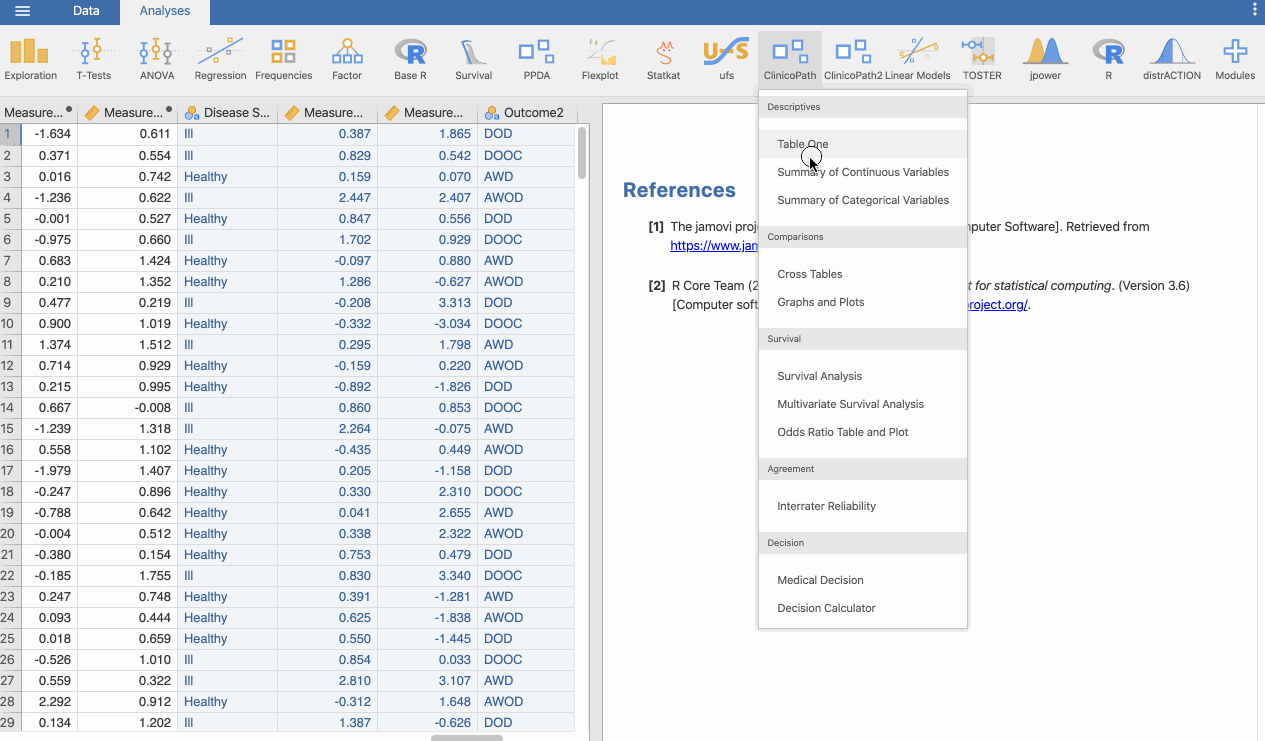 Data Analyses
Exploration T-Tests ANOVA Regression Frequencies Factor Base R Survival PPDA Flexplot Statkat ufs ClinicoPath ClinicoPath2 Linear Models TOSTER jpower R distrACTION Modules
Measure... Measure... Disease S... Measure... Measure... Outcome2
1 -1.634 0.611 Ill 0.387 1.865 DOD
2 0.371 0.554 Ill 0.829 0.542 DOOC
3 0.016 0.742 Healthy 0.159 0.070 AWD
4 -1.236 0.622 Ill 2.447 2.407 AWOD
5 -0.001 0.527 Healthy 0.847 0.556 DOD
6 -0.975 0.660 Ill 1.702 0.929 DOOC
7 0.683 1.424 Healthy -0.097 0.880 AWD
8 0.210 1.352 Healthy 1.286 -0.627 AWOD
9 0.477 0.219 Ill -0.208 3.313 DOD
10 0.900 1.019 Healthy -0.332 -3.034 DOOC
11 1.374 1.512 Ill 0.295 1.798 AWD
12 0.714 0.929 Healthy -0.159 0.220 AWOD
13 0.215 0.995 Healthy -0.892 -1.826 DOD
14 0.667 -0.008 Ill 0.860 0.853 DOOC
15 -1.239 1.318 Ill 2.264 -0.075 AWD
16 0.558 1.102 Healthy -0.435 0.449 AWOD
17 -1.979 1.407 Healthy 0.205 -1.158 DOD
18 -0.247 0.896 Healthy 0.330 2.310 DOOC
19 -0.788 0.642 Healthy 0.041 2.655 AWD
20 -0.004 0.512 Healthy 0.338 2.322 AWOD
21 -0.380 0.154 Healthy 0.753 0.479 DOD
22 -0.185 1.755 Ill 0.830 3.340 DOOC
23 0.247 0.748 Healthy 0.391 -1.281 AWD
24 0.093 0.444 Healthy 0.625 -1.838 AWOD
25 0.018 0.659 Healthy 0.550 -1.445 DOD
26 -0.526 1.010 Ill 0.854 0.033 DOOC
27 0.559 0.322 Ill 2.810 3.107 AWD
28 2.292 0.912 Healthy -0.312 1.648 AWOD
29 0.134 1.202 Ill 1.387 -0.626 DOD
Descriptives
Table One
Summary of Continuous Variables
Summary of Categorical Variables
Comparisons
Cross Tables
Graphs and Plots
Survival
Survival Analysis
Multivariate Survival Analysis
Odds Ratio Table and Plot
Agreement
Interrater Reliability
Decision
Medical Decision
Decision Calculator
References
[1] The jamovi proj Software]. Retrieved from
https://www.jam
[2] R Core Team (2 for statistical computing. (Version 3.6)
[Computer soft project.org/.